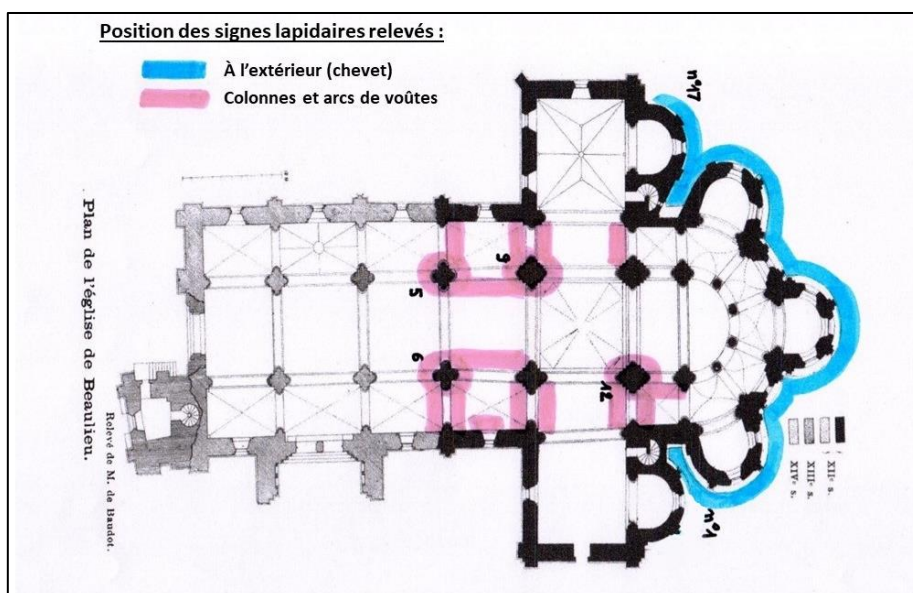 Position des signes lapidaires relevés :
À l'extérieur (chevet)
Colonnes et arcs de voûtes
n°17
5
9
6
12
n°1
Plan de l'église de Beaulieu.
Relevé de M. de Baudot.
XIIe s.
XIIIe s.
XIVe s.